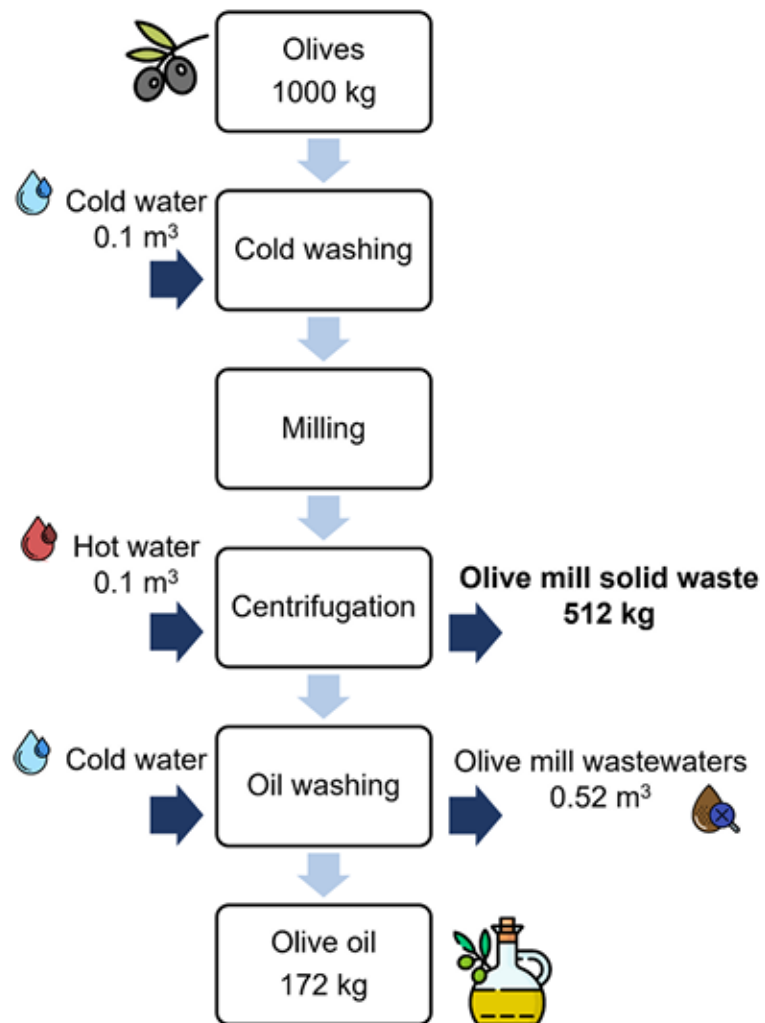 Olives
1000 kg
Cold water
0.1 m³
Cold washing
Milling
Hot water
0.1 m³
Centrifugation
Olive mill solid waste
512 kg
Cold water
Oil washing
Olive mill wastewaters
0.52 m³
Olive oil
172 kg